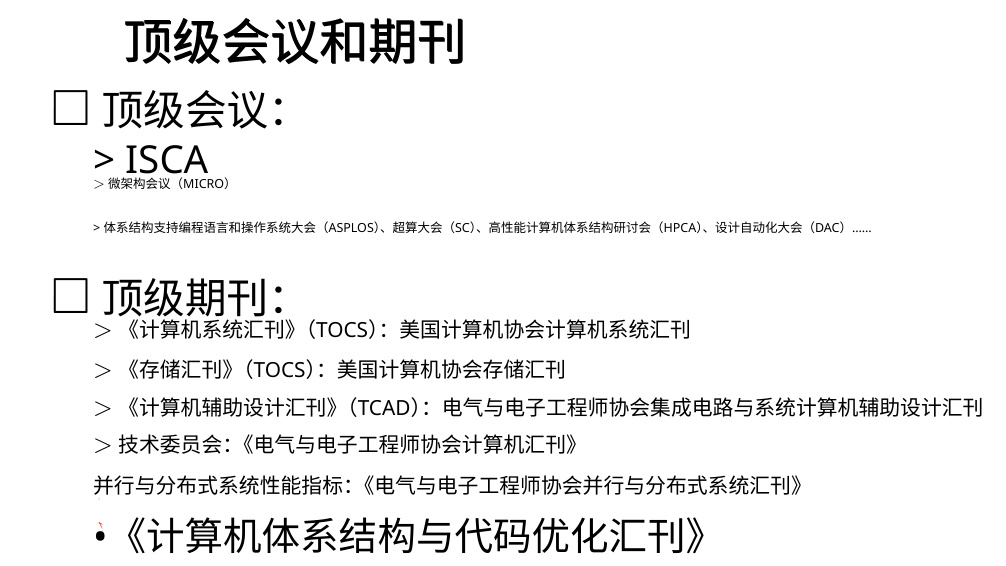 顶级会议和期刊
□ 顶级会议：
> ISCA
> 微架构会议（MICRO）
> 体系结构支持编程语言和操作系统大会（ASPLOS）、超算大会（SC）、高性能计算机体系结构研讨会（HPCA）、设计自动化大会（DAC）……
□ 顶级期刊：
> 《计算机系统汇刊》（TOCS）：美国计算机协会计算机系统汇刊
> 《存储汇刊》（TOCS）：美国计算机协会存储汇刊
> 《计算机辅助设计汇刊》（TCAD）：电气与电子工程师协会集成电路与系统计算机辅助设计汇刊
> 技术委员会：《电气与电子工程师协会计算机汇刊》
并行与分布式系统性能指标：《电气与电子工程师协会并行与分布式系统汇刊》
•《计算机体系结构与代码优化汇刊》